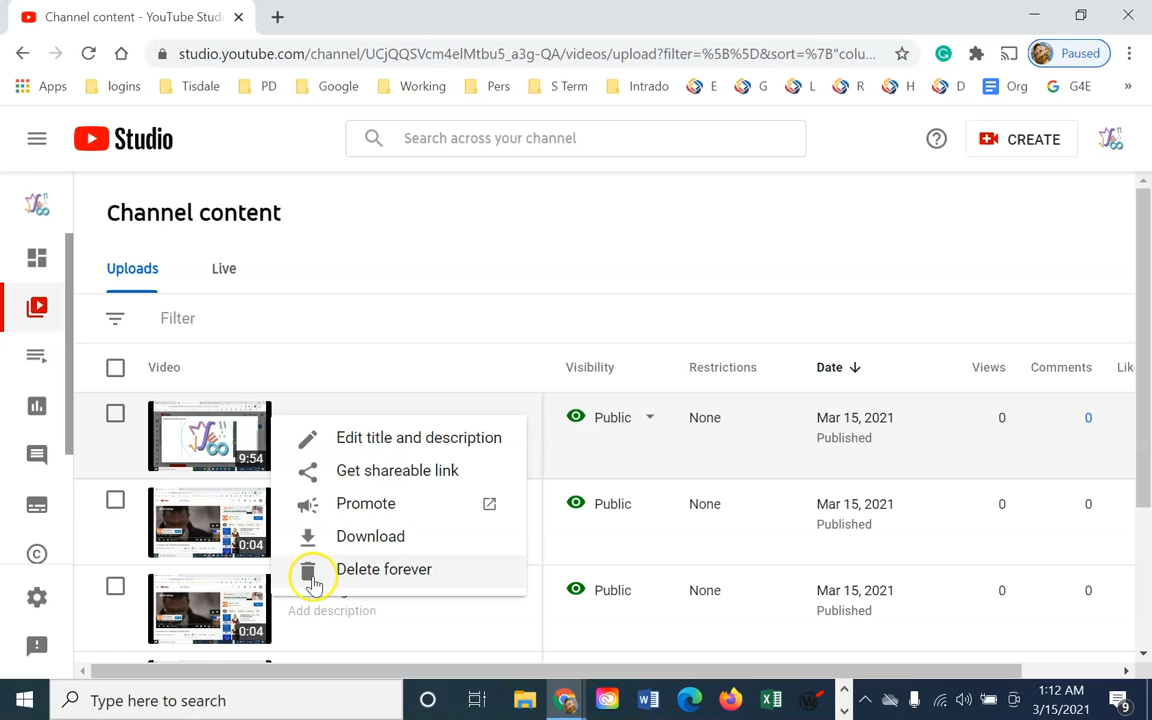 Channel content - YouTube Studi
studio.youtube.com/channel/UCjQQSVcm4elMtbu5_a3g-QA/videos/upload?filter=%5B%5D&sort=%7B"colu...
Paused
Apps
logins
Tisdale
PD
Google
Working
Pers
S Term
Intrado
E
G
L
R
H
D
Org
G4E
»
Studio
Search across your channel
CREATE
Channel content
Uploads
Live
Filter
Video
Visibility
Restrictions
Date
Views
Comments
Lik
9:54
Edit title and description
Get shareable link
Promote
Download
Delete forever
Public
None
Mar 15, 2021
Published
0
0
0:04
Public
None
Mar 15, 2021
Published
0
0
0:04
Add description
Public
None
Mar 15, 2021
Published
0
0
Type here to search
1:12 AM
3/15/2021
9